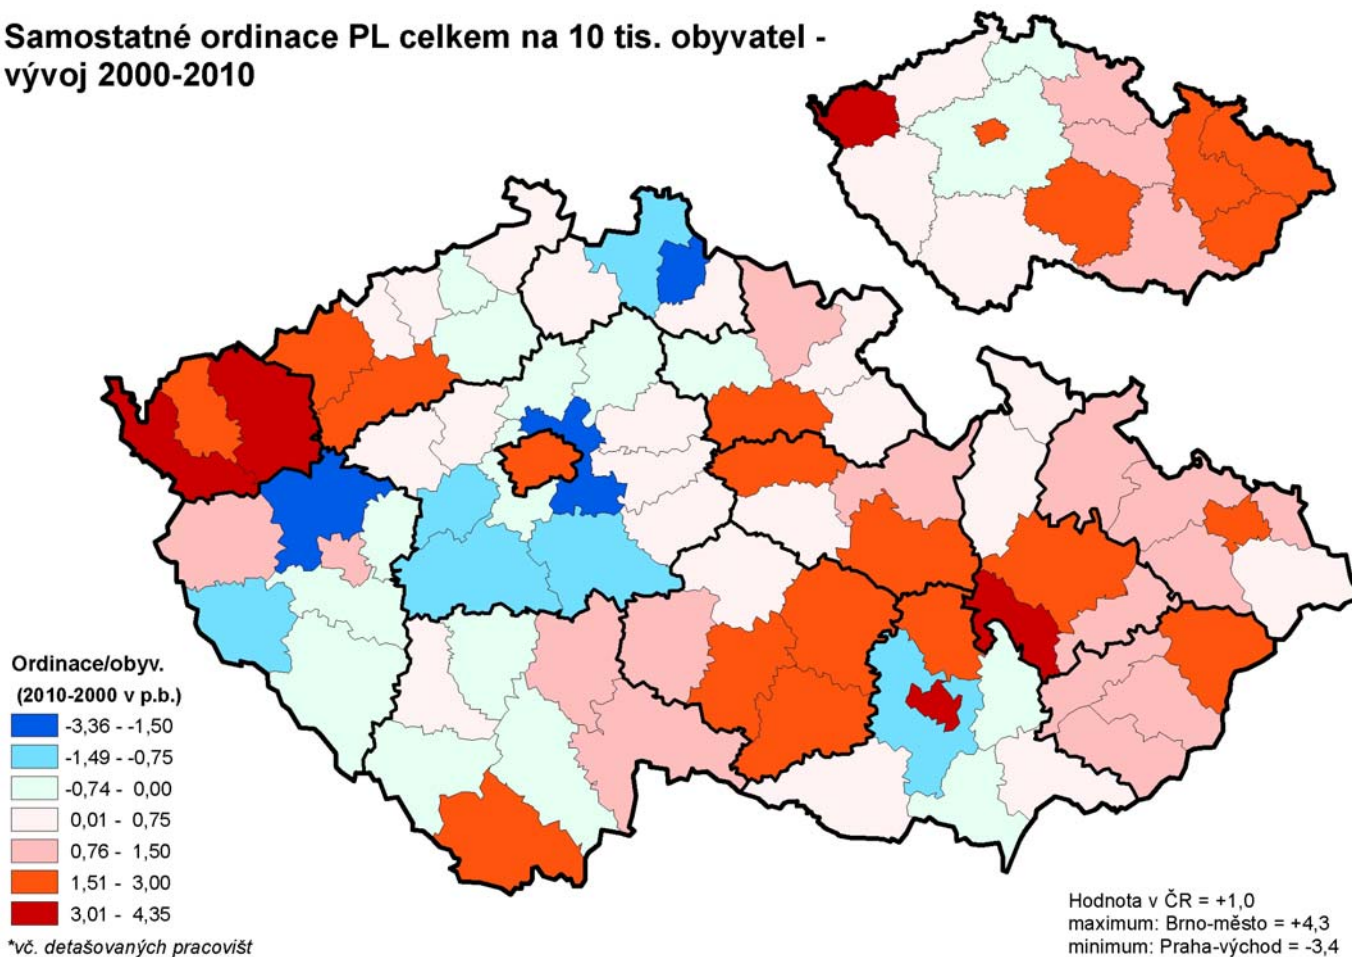 Samostatné ordinace PL celkem na 10 tis. obyvatel -
vývoj 2000-2010
Ordinace/obyv.
(2010-2000 v p.b.)
-3,36 - -1,50
-1,49 - -0,75
-0,74 - 0,00
0,01 - 0,75
0,76 - 1,50
1,51 - 3,00
3,01 - 4,35
*vč. detašovaných pracovišt
Hodnota v ČR = +1,0
maximum: Brno-město = +4,3
minimum: Praha-východ = -3,4